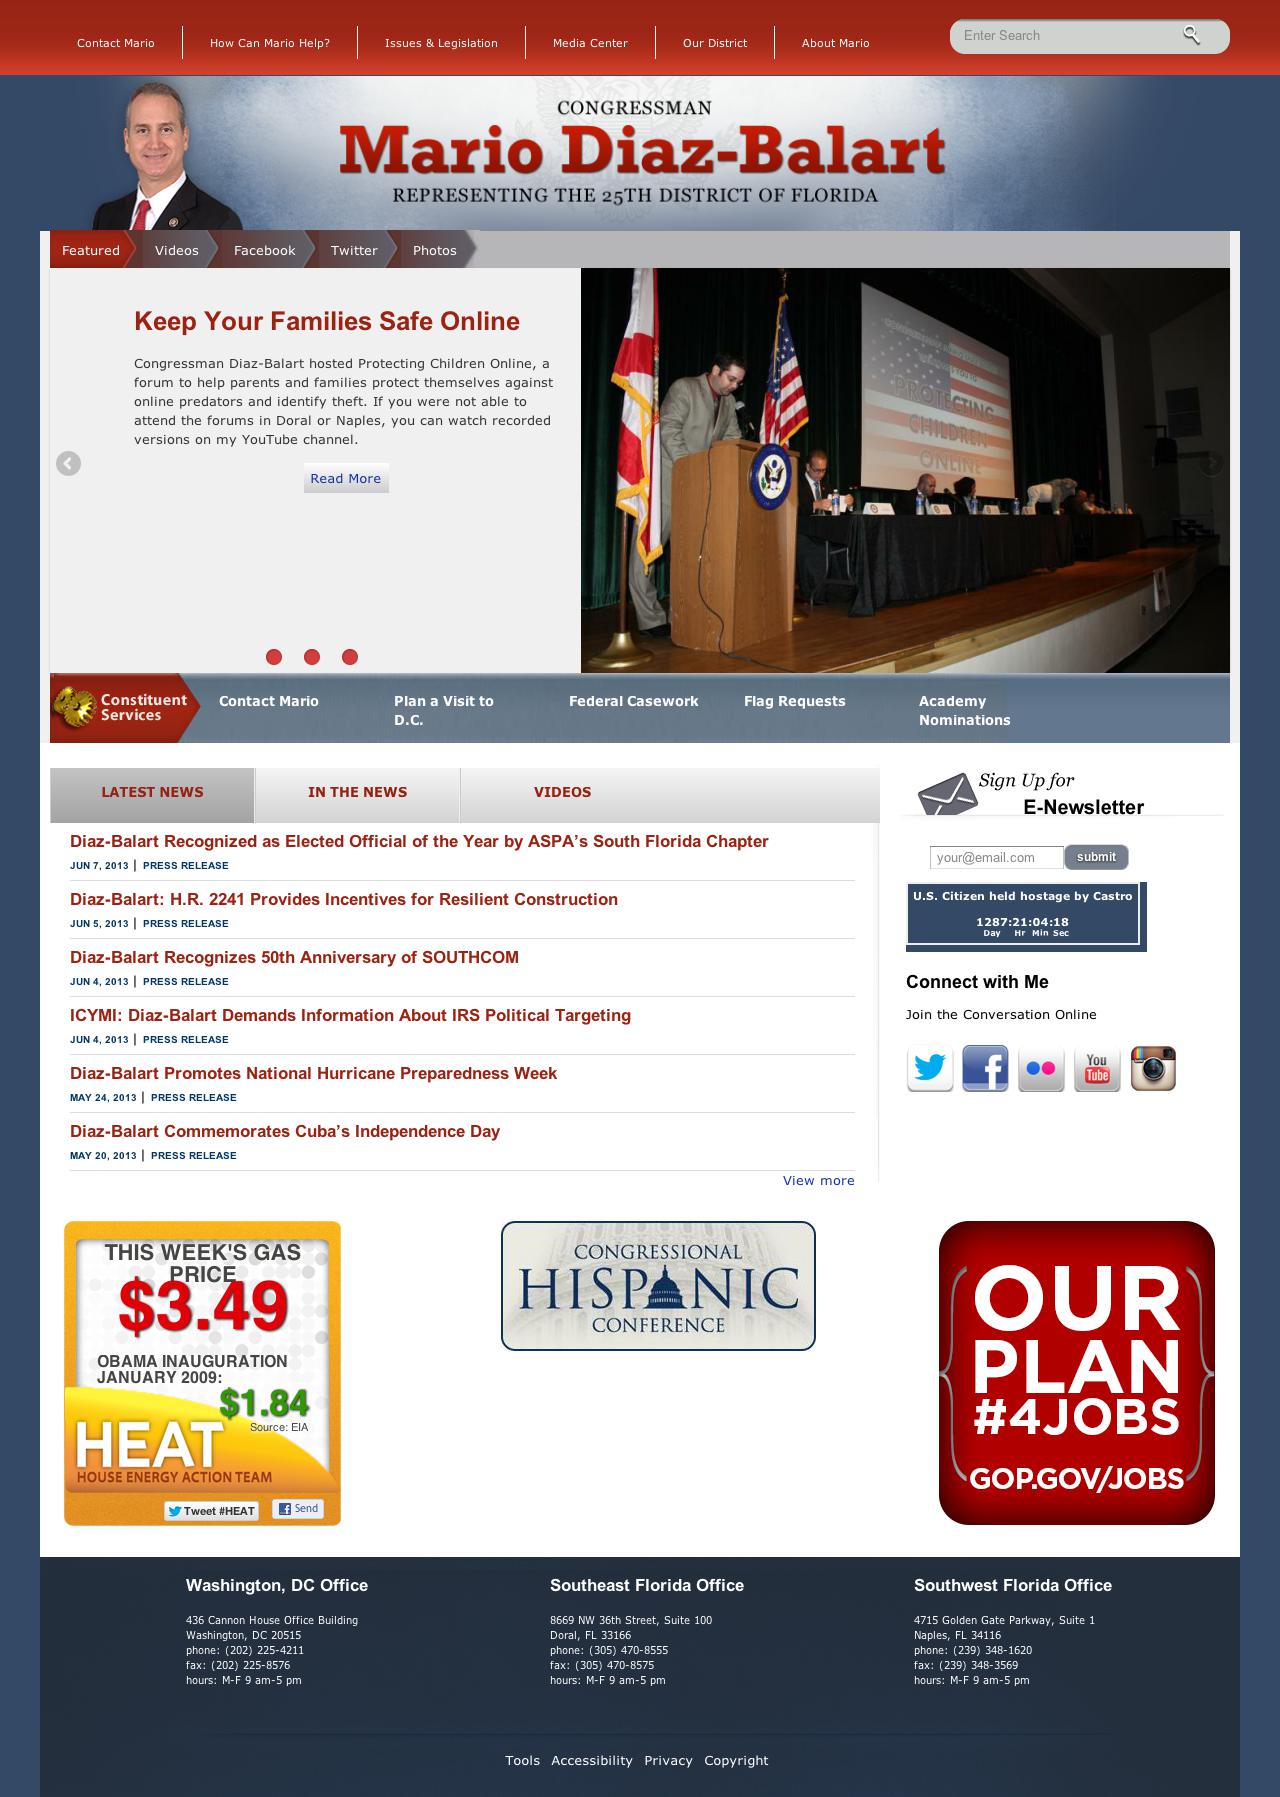 Contact Mario
How Can Mario Help?
Issues & Legislation
Media Center
Our District
About Mario
Enter Search
CONGRESSMAN
Mario Diaz-Balart
REPRESENTING THE 25TH DISTRICT OF FLORIDA
Featured
Videos
Facebook
Twitter
Photos
Keep Your Families Safe Online
Congressman Diaz-Balart hosted Protecting Children Online, a
forum to help parents and families protect themselves against
online predators and identify theft. If you were not able to
attend the forums in Doral or Naples, you can watch recorded
versions on my YouTube channel.
Read More
PROTECTING
CHILDREN
ONLINE
Constituent
Services
Contact Mario
Plan a Visit to
D.C.
Federal Casework
Flag Requests
Academy
Nominations
LATEST NEWS
IN THE NEWS
VIDEOS
Diaz-Balart Recognized as Elected Official of the Year by ASPA's South Florida Chapter
JUN 7, 2013 | PRESS RELEASE
Diaz-Balart: H.R. 2241 Provides Incentives for Resilient Construction
JUN 5, 2013 | PRESS RELEASE
Diaz-Balart Recognizes 50th Anniversary of SOUTHCOM
JUN 4, 2013 | PRESS RELEASE
ICYMI: Diaz-Balart Demands Information About IRS Political Targeting
JUN 4, 2013 | PRESS RELEASE
Diaz-Balart Promotes National Hurricane Preparedness Week
MAY 24, 2013 | PRESS RELEASE
Diaz-Balart Commemorates Cuba's Independence Day
MAY 20, 2013 | PRESS RELEASE
View more
Sign Up for
E-Newsletter
your@email.com
submit
U.S. Citizen held hostage by Castro
1287:21:04:18
Day Hr Min Sec
Connect with Me
Join the Conversation Online
You
Tube
THIS WEEK'S GAS
PRICE
$3.49
OBAMA INAUGURATION
JANUARY 2009:
$1.84
Source: EIA
HEAT
HOUSE ENERGY ACTION TEAM
Tweet #HEAT
Send
CONGRESSIONAL
HISPANIC
CONFERENCE
OUR
PLAN
#4JOBS
GOP.GOV/JOBS
Washington, DC Office
436 Cannon House Office Building
Washington, DC 20515
phone: (202) 225-4211
fax: (202) 225-8576
hours: M-F 9 am-5 pm
Southeast Florida Office
8669 NW 36th Street, Suite 100
Doral, FL 33166
phone: (305) 470-8555
fax: (305) 470-8575
hours: M-F 9 am-5 pm
Southwest Florida Office
4715 Golden Gate Parkway, Suite 1
Naples, FL 34116
phone: (239) 348-1620
fax: (239) 348-3569
hours: M-F 9 am-5 pm
Tools
Accessibility
Privacy
Copyright